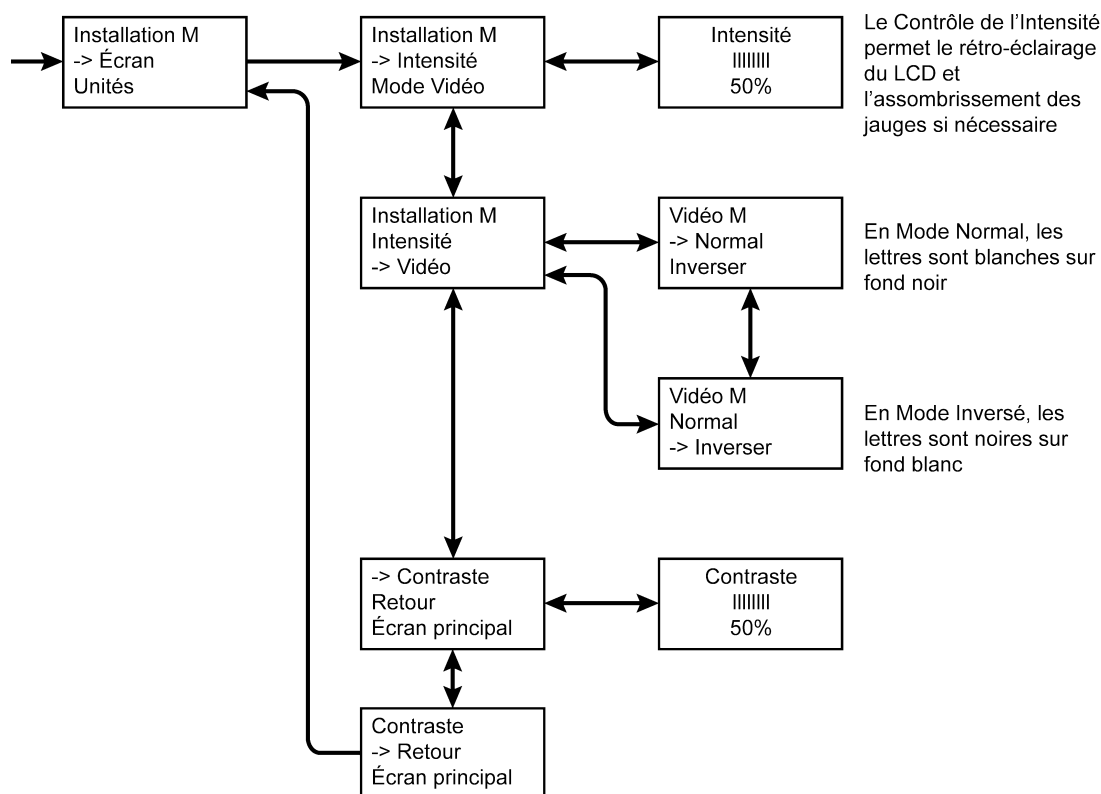 Installation M
-> Écran
Unités
Installation M
-> Intensité
Mode Vidéo
Intensité
llllllll
50%
Le Contrôle de l’Intensité
permet le rétro-éclairage
du LCD et
l’assombrissement des
jauges si nécessaire
Installation M
Intensité
-> Vidéo
Vidéo M
-> Normal
Inverser
En Mode Normal, les
lettres sont blanches sur
fond noir
Vidéo M
Normal
-> Inverser
En Mode Inversé, les
lettres sont noires sur
fond blanc
-> Contraste
Retour
Écran principal
Contraste
llllllll
50%
Contraste
-> Retour
Écran principal